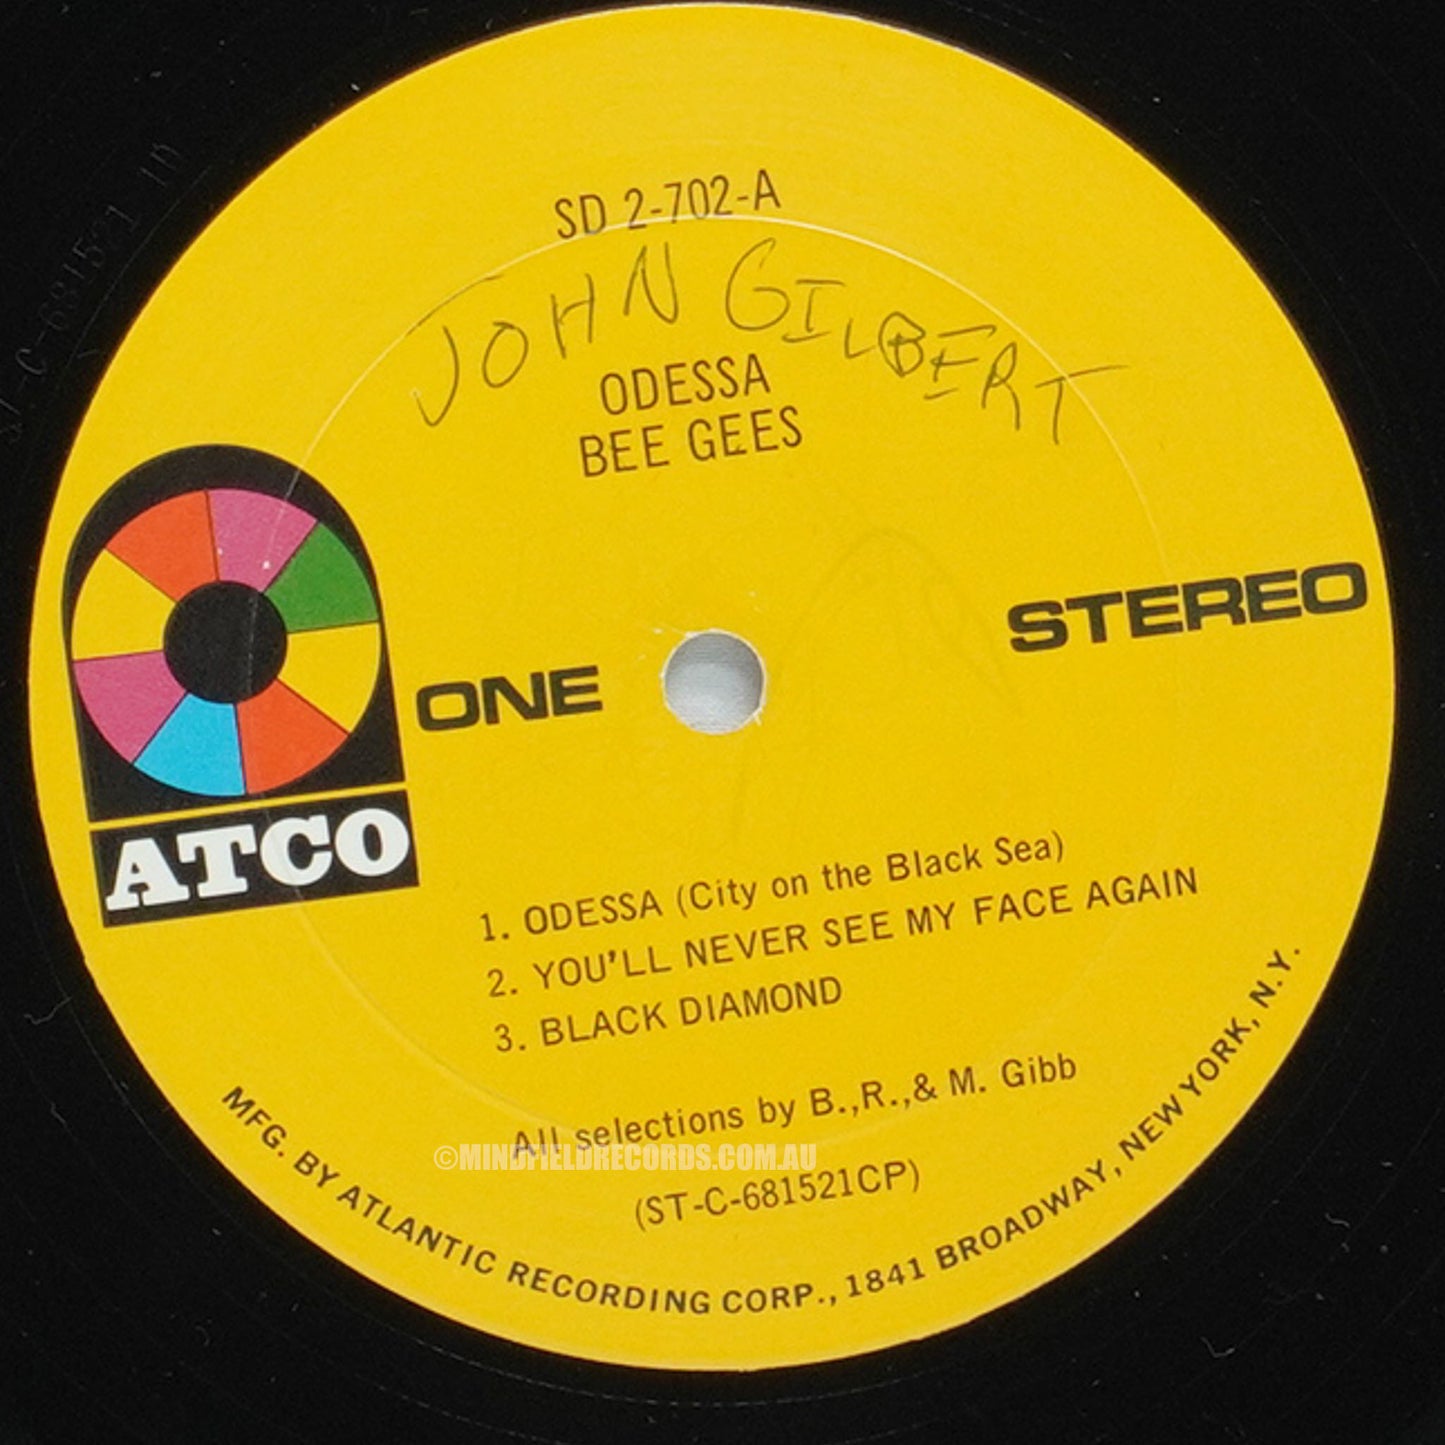 SD 2-702-A
JOHN GILBERT
ODESSA
BEE GEES
STEREO
ONE
ATCO
1. ODESSA (City on the Black Sea)
2. YOU'LL NEVER SEE MY FACE AGAIN
3. BLACK DIAMOND
All selections by B.,R.,& M. Gibb
©MINDFIELDRECORDS.COM.AU
(ST-C-681521CP)
MFG. BY ATLANTIC RECORDING CORP., 1841 BROADWAY, NEW YORK, N.Y.